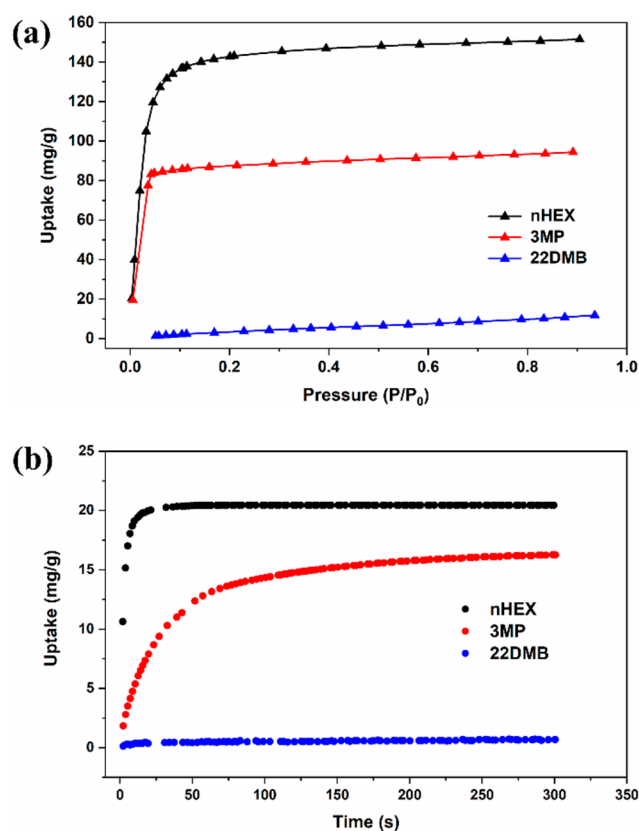 (a)
160
140
120
100
80
60
40
20
0
Uptake (mg/g)
nHEX
3MP
22DMB
0.0 0.2 0.4 0.6 0.8 1.0
Pressure (P/P₀)
(b)
25
20
15
10
5
0
Uptake (mg/g)
nHEX
3MP
22DMB
0 50 100 150 200 250 300 350
Time (s)